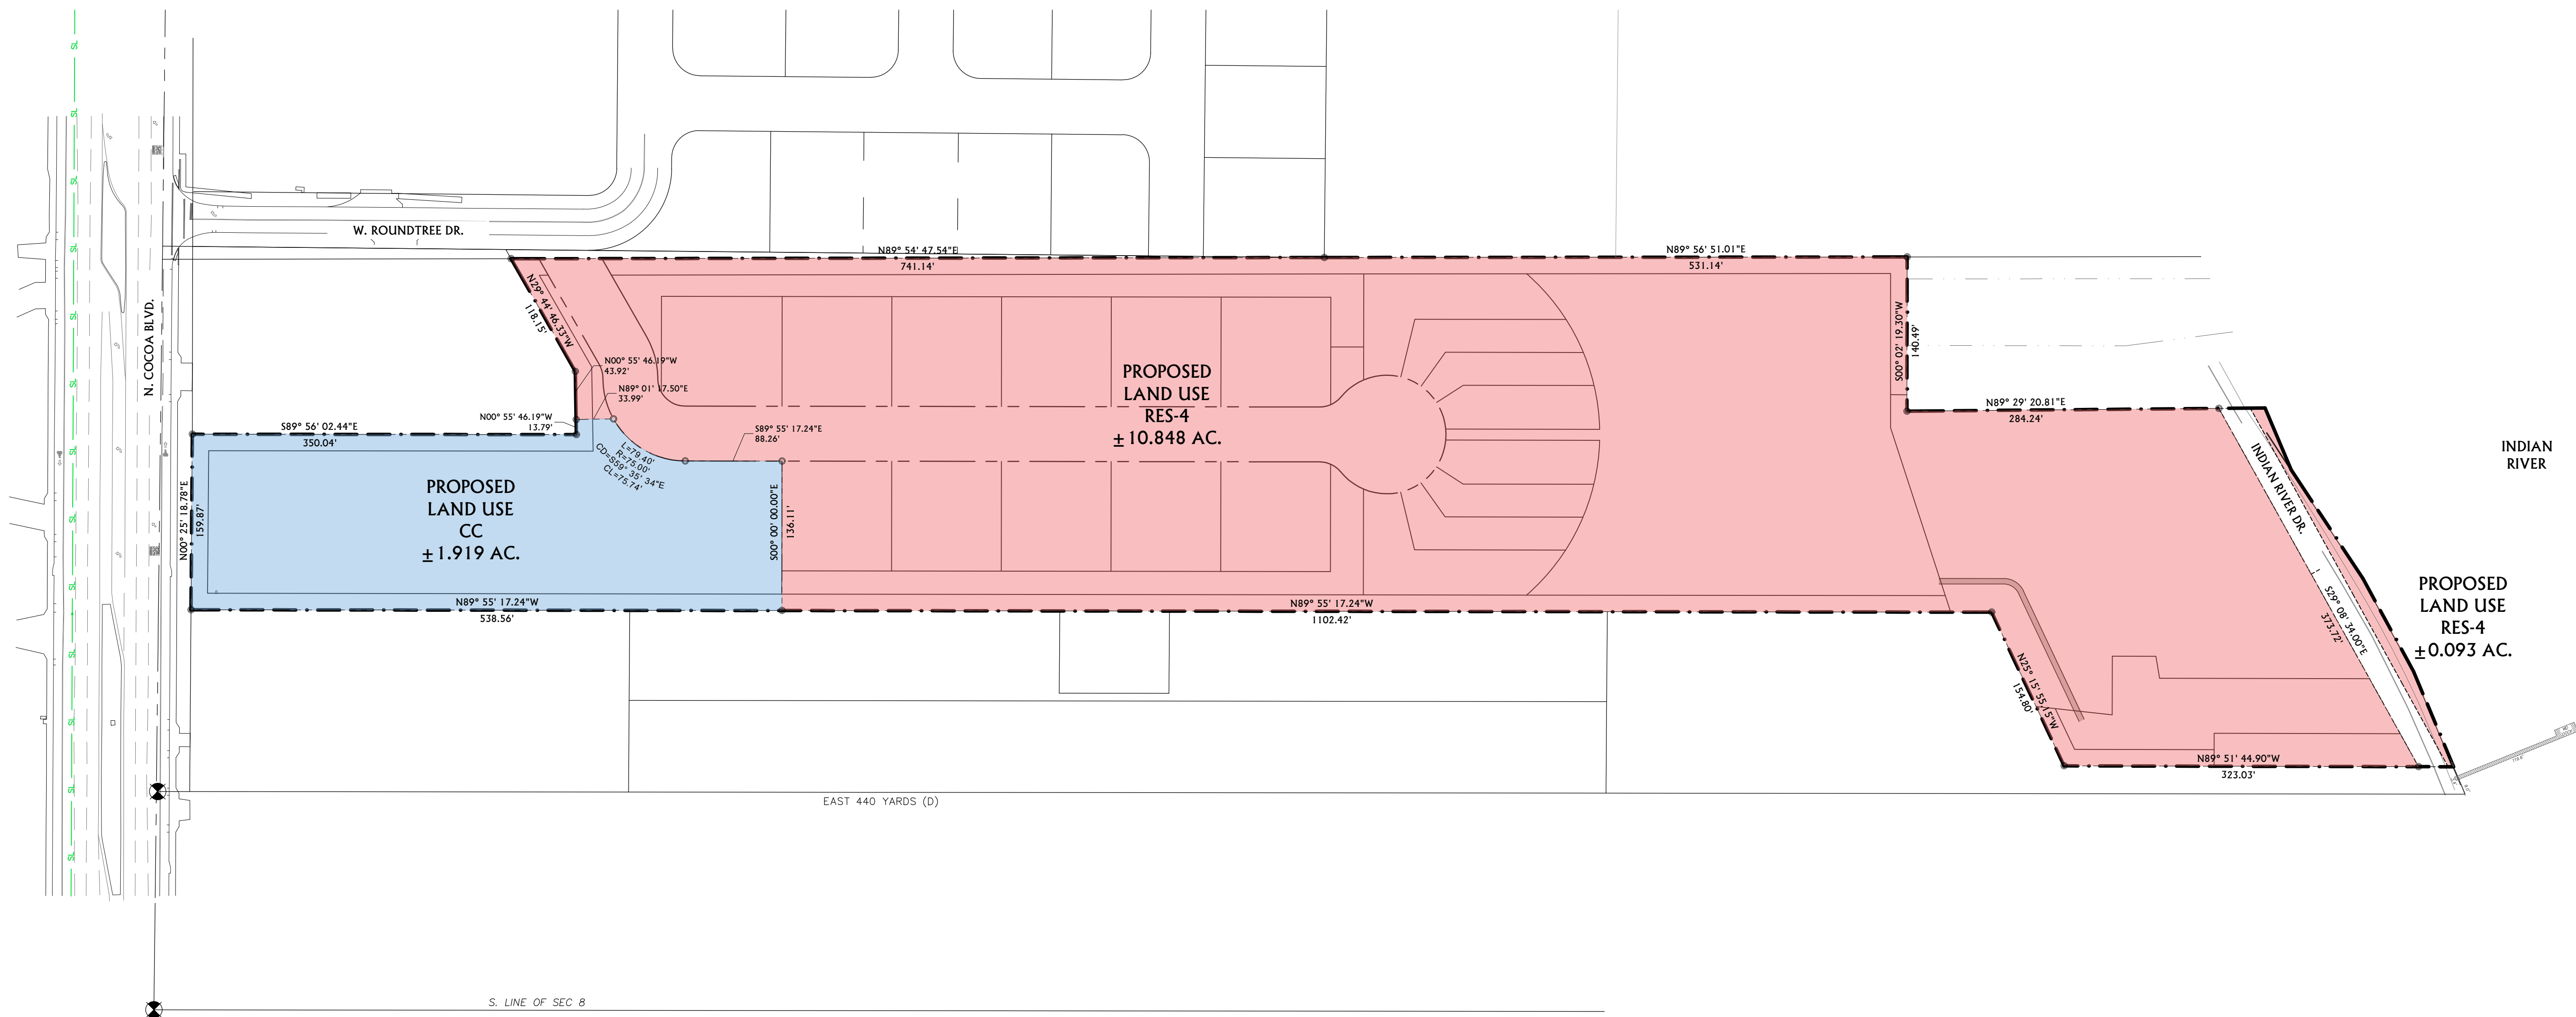 W. ROUNDTREE DR.
N. COCOA BLVD.
N89° 54' 47.54"E
741.14'
N89° 56' 51.01"E
531.14'
N29° 44' 46.33"W
118.15'
S00° 02' 19.30"W
140.49'
N00° 55' 46.19"W
43.92'
N89° 01' 17.50"E
33.99'
N00° 55' 46.19"W
13.79'
S89° 56' 02.44"E
350.04'
S89° 55' 17.24"E
88.26'
L=79.40'
R=75.00'
CD=S59° 35' 34"E
CL=75.74'
PROPOSED
LAND USE
RES-4
±10.848 AC.
N89° 29' 20.81"E
284.24'
INDIAN
RIVER
INDIAN RIVER DR.
PROPOSED
LAND USE
CC
±1.919 AC.
N00° 25' 18.78"E
159.87'
S00° 00' 00.00"E
136.11'
N89° 55' 17.24"W
538.56'
N89° 55' 17.24"W
1102.42'
S29° 08' 34.00"E
373.72'
PROPOSED
LAND USE
RES-4
±0.093 AC.
N25° 15' 55.15"W
154.80'
N89° 51' 44.90"W
323.03'
EAST 440 YARDS (D)
S. LINE OF SEC 8